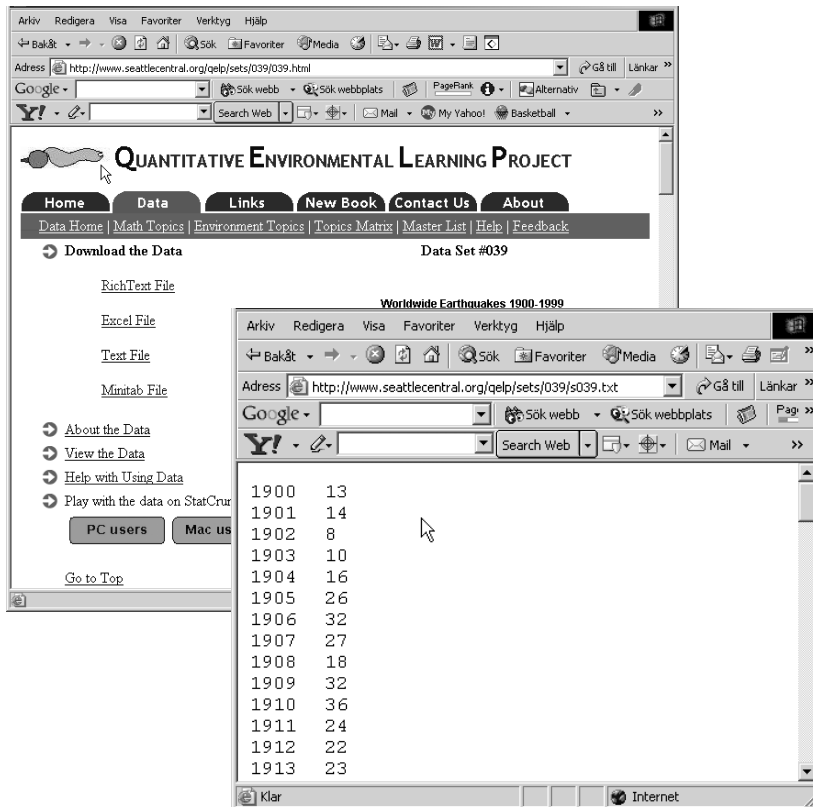 Arkiv Redigera Visa Favoriter Verktyg Hjälp
Bakåt Sök Favoriter Media
Adress http://www.seattlecentral.org/qelp/sets/039/039.html Gå till Länkar »
Google Sök webb Sök webbplats PageRank Alternativ
Y! Search Web Mail My Yahoo! Basketball »
QUANTITATIVE ENVIRONMENTAL LEARNING PROJECT
Home Data Links New Book Contact Us About
Data Home | Math Topics | Environment Topics | Topics Matrix | Master List | Help | Feedback
Download the Data Data Set #039
RichText File
Worldwide Earthquakes 1900-1999
Excel File
Text File
Minitab File
About the Data
View the Data
Help with Using Data
Play with the data on StatCrun
PC users Mac us
Go to Top
Arkiv Redigera Visa Favoriter Verktyg Hjälp
Bakåt Sök Favoriter Media »
Adress http://www.seattlecentral.org/qelp/sets/039/s039.txt Gå till Länkar »
Google Sök webb Sök webbplats Pag »
Y! Search Web Mail »
1900 13
1901 14
1902 8
1903 10
1904 16
1905 26
1906 32
1907 27
1908 18
1909 32
1910 36
1911 24
1912 22
1913 23
Klar Internet